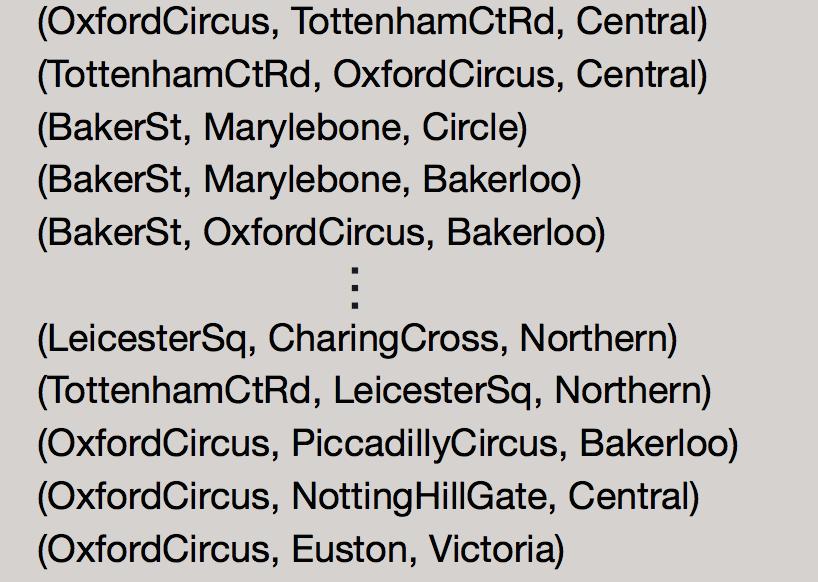 (OxfordCircus, TottenhamCtRd, Central)
(TottenhamCtRd, OxfordCircus, Central)
(BakerSt, Marylebone, Circle)
(BakerSt, Marylebone, Bakerloo)
(BakerSt, OxfordCircus, Bakerloo)
⋮
(LeicesterSq, CharingCross, Northern)
(TottenhamCtRd, LeicesterSq, Northern)
(OxfordCircus, PiccadillyCircus, Bakerloo)
(OxfordCircus, NottingHillGate, Central)
(OxfordCircus, Euston, Victoria)